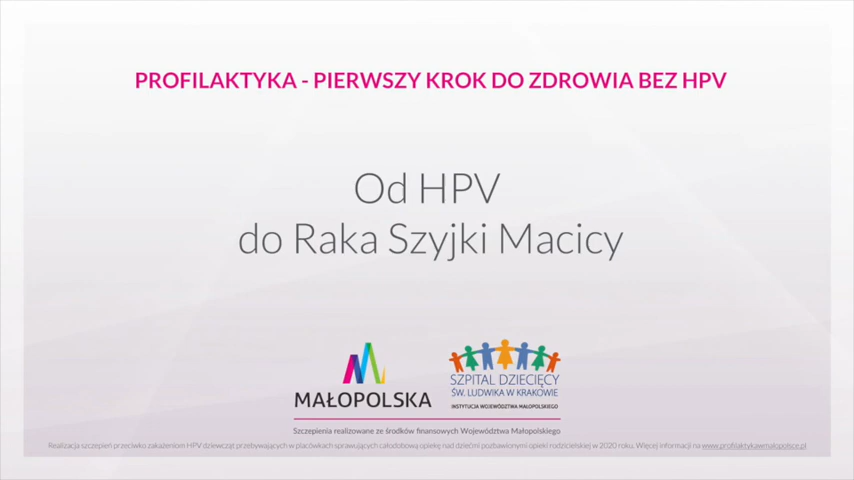 PROFILAKTYKA - PIERWSZY KROK DO ZDROWIA BEZ HPV
Od HPV
do Raka Szyjki Macicy
MAŁOPOLSKA
SZPITAL DZIECIĘCY
ŚW. LUDWIKA W KRAKOWIE
INSTYTUCJA WOJEWÓDZTWA MAŁOPOLSKIEGO
Szczepienia realizowane ze środków finansowych Województwa Małopolskiego
Realizacja szczepień przeciwko zakażeniom HPV dziewcząt przebywających w placówkach sprawujących całodobową opiekę nad dziećmi pozbawionymi opieki rodzicielskiej w 2020 roku. Więcej informacji na www.profilaktykawmalopolsce.pl